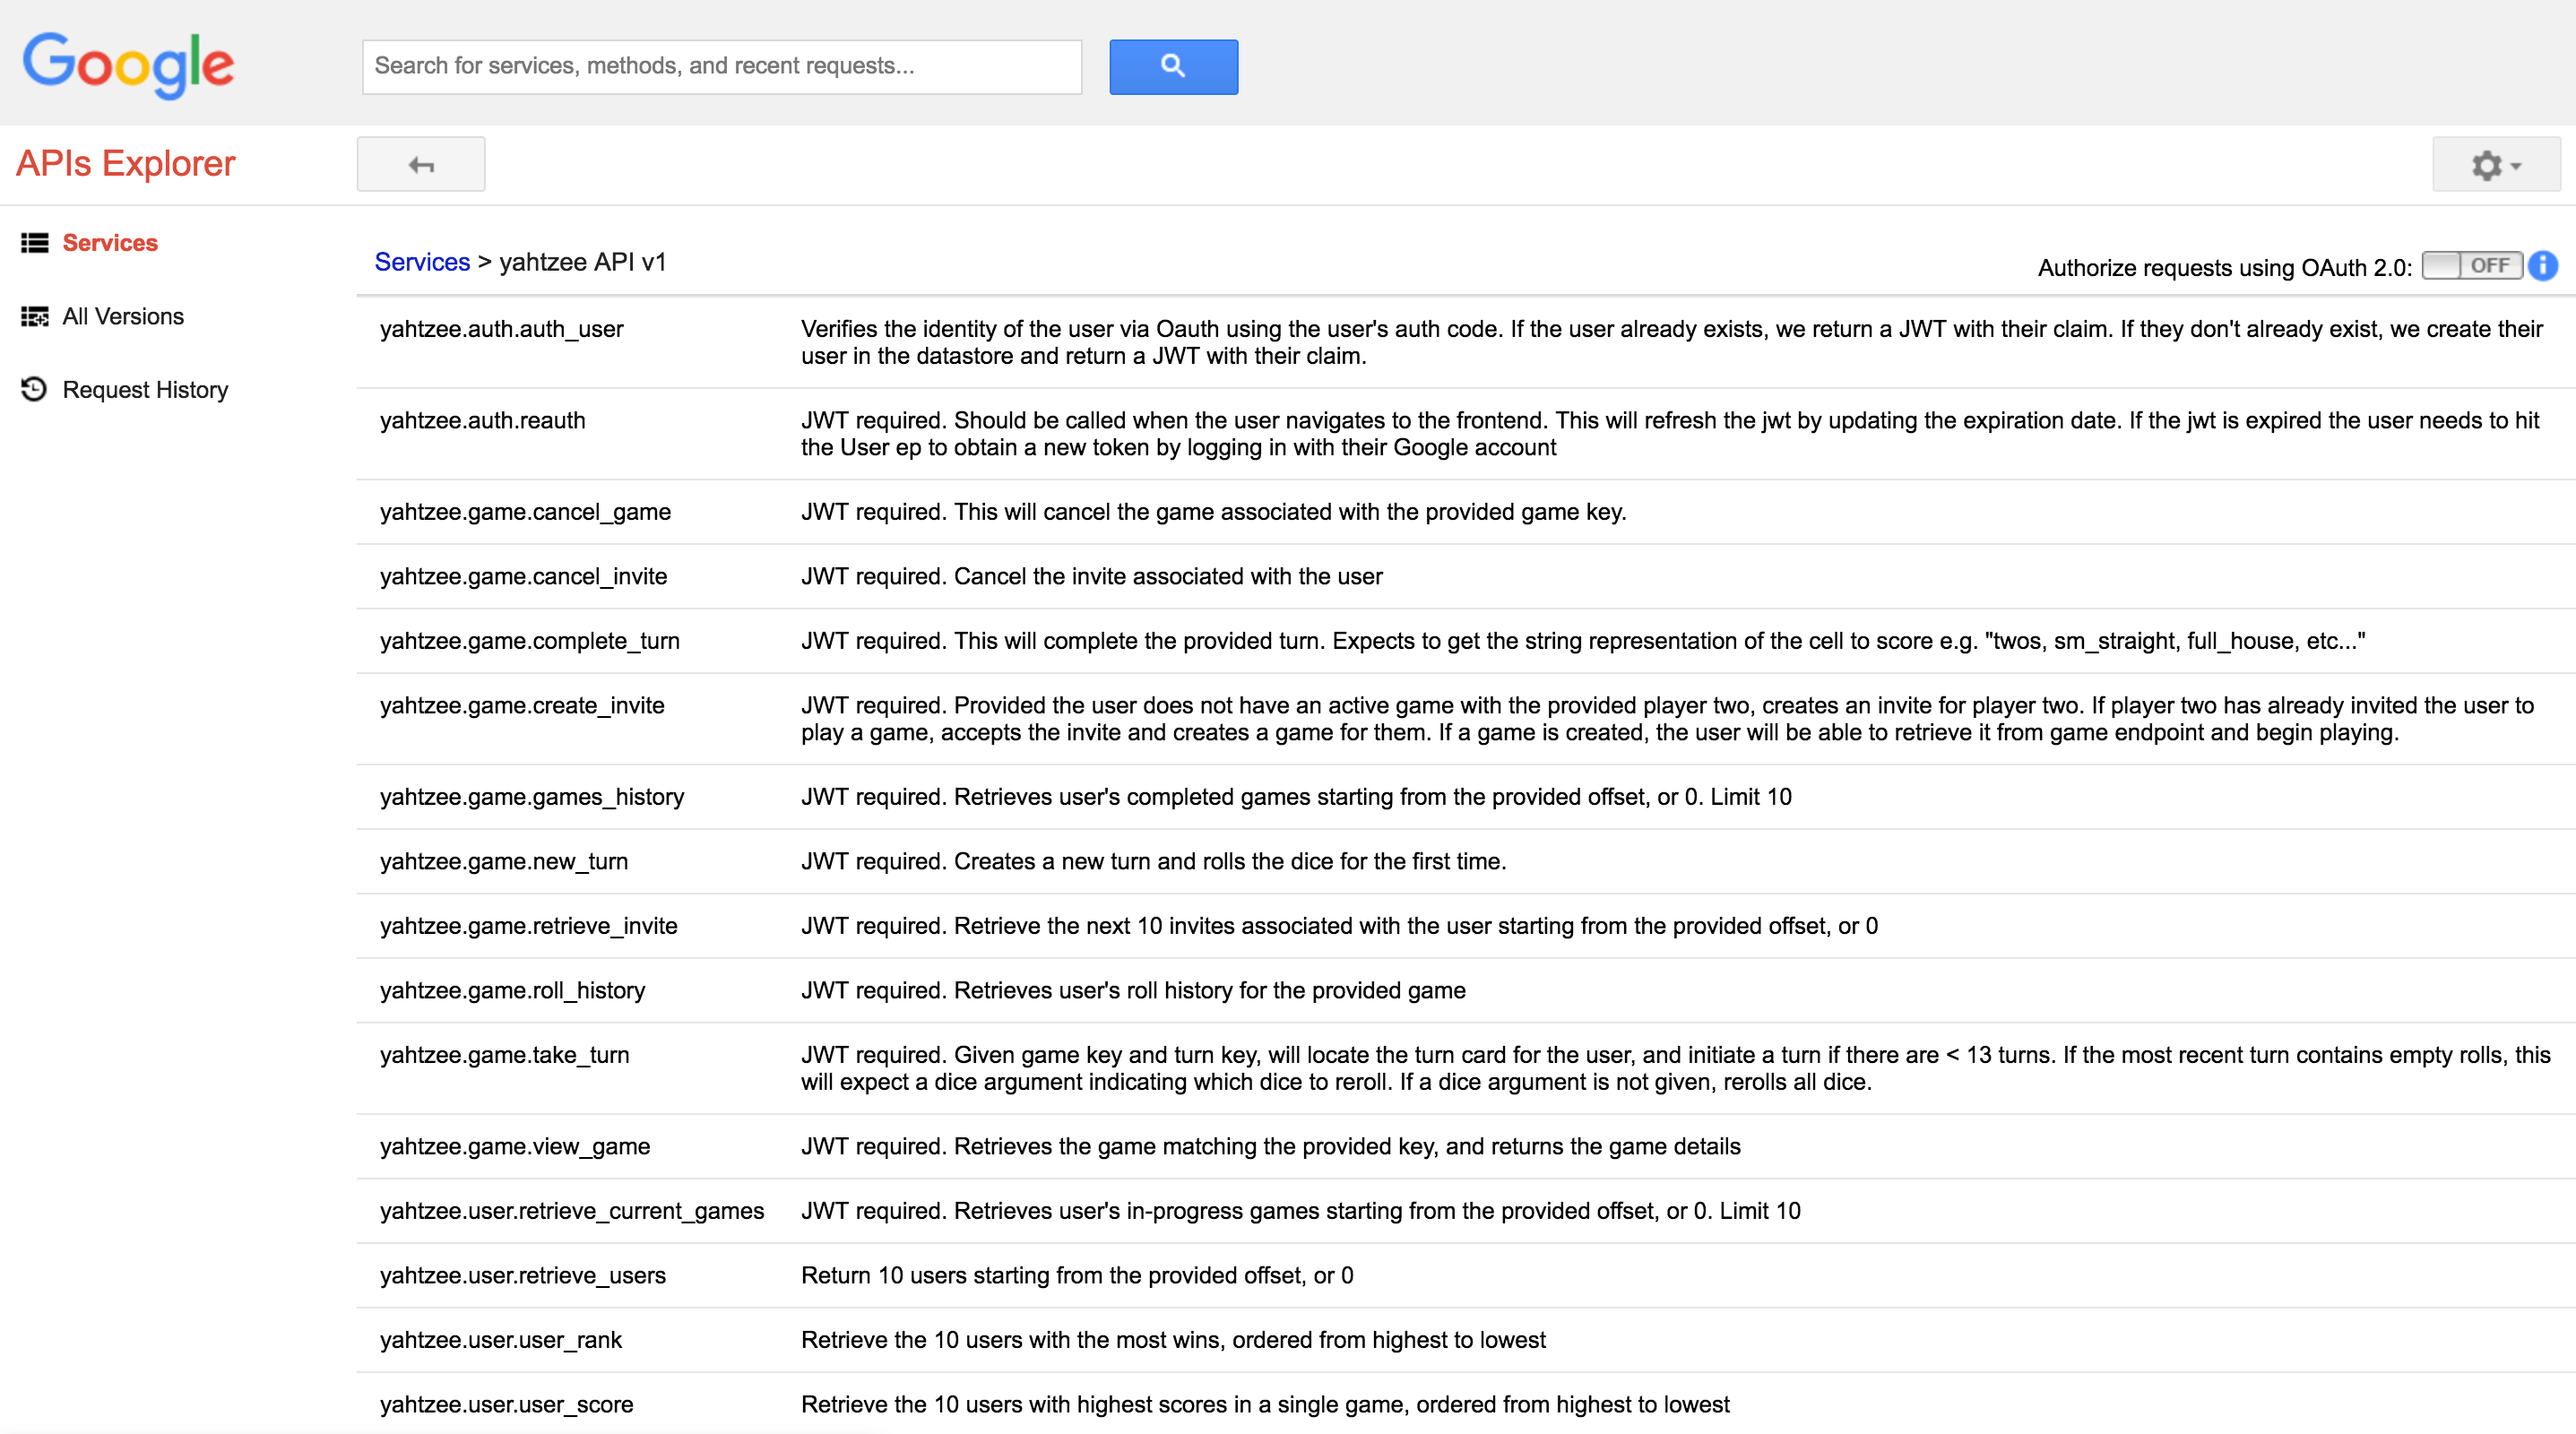 Google
Search for services, methods, and recent requests...
APIs Explorer
Services
All Versions
Request History
Services > yahtzee API v1
Authorize requests using OAuth 2.0: OFF
yahtzee.auth.auth_user
Verifies the identity of the user via Oauth using the user's auth code. If the user already exists, we return a JWT with their claim. If they don't already exist, we create their
user in the datastore and return a JWT with their claim.
yahtzee.auth.reauth
JWT required. Should be called when the user navigates to the frontend. This will refresh the jwt by updating the expiration date. If the jwt is expired the user needs to hit
the User ep to obtain a new token by logging in with their Google account
yahtzee.game.cancel_game
JWT required. This will cancel the game associated with the provided game key.
yahtzee.game.cancel_invite
JWT required. Cancel the invite associated with the user
yahtzee.game.complete_turn
JWT required. This will complete the provided turn. Expects to get the string representation of the cell to score e.g. "twos, sm_straight, full_house, etc..."
yahtzee.game.create_invite
JWT required. Provided the user does not have an active game with the provided player two, creates an invite for player two. If player two has already invited the user to
play a game, accepts the invite and creates a game for them. If a game is created, the user will be able to retrieve it from game endpoint and begin playing.
yahtzee.game.games_history
JWT required. Retrieves user's completed games starting from the provided offset, or 0. Limit 10
yahtzee.game.new_turn
JWT required. Creates a new turn and rolls the dice for the first time.
yahtzee.game.retrieve_invite
JWT required. Retrieve the next 10 invites associated with the user starting from the provided offset, or 0
yahtzee.game.roll_history
JWT required. Retrieves user's roll history for the provided game
yahtzee.game.take_turn
JWT required. Given game key and turn key, will locate the turn card for the user, and initiate a turn if there are < 13 turns. If the most recent turn contains empty rolls, this
will expect a dice argument indicating which dice to reroll. If a dice argument is not given, rerolls all dice.
yahtzee.game.view_game
JWT required. Retrieves the game matching the provided key, and returns the game details
yahtzee.user.retrieve_current_games
JWT required. Retrieves user's in-progress games starting from the provided offset, or 0. Limit 10
yahtzee.user.retrieve_users
Return 10 users starting from the provided offset, or 0
yahtzee.user.user_rank
Retrieve the 10 users with the most wins, ordered from highest to lowest
yahtzee.user.user_score
Retrieve the 10 users with highest scores in a single game, ordered from highest to lowest